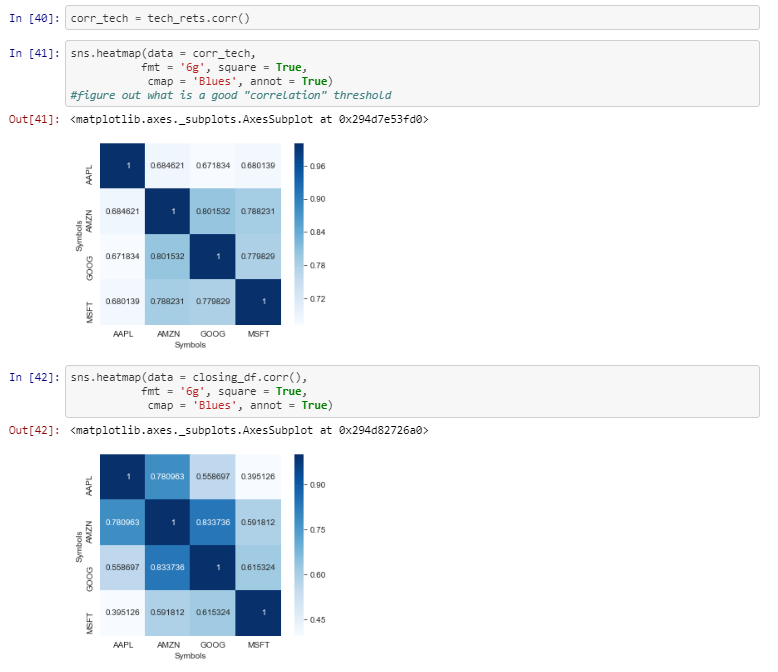 In [40]: corr_tech = tech_rets.corr()
In [41]: sns.heatmap(data = corr_tech,
fmt = '6g', square = True,
cmap = 'Blues', annot = True)
#figure out what is a good "correlation" threshold
Out[41]: <matplotlib.axes._subplots.AxesSubplot at 0x294d7e53fd0>
AAPL 1 0.684621 0.671834 0.680139
AMZN 0.684621 1 0.801532 0.788231
GOOG 0.671834 0.801532 1 0.779829
MSFT 0.680139 0.788231 0.779829 1
Symbols
AAPL AMZN GOOG MSFT
Symbols
0.96
0.90
0.84
0.78
0.72
In [42]: sns.heatmap(data = closing_df.corr(),
fmt = '6g', square = True,
cmap = 'Blues', annot = True)
Out[42]: <matplotlib.axes._subplots.AxesSubplot at 0x294d82726a0>
AAPL 1 0.780963 0.558697 0.395126
AMZN 0.780963 1 0.833736 0.591812
GOOG 0.558697 0.833736 1 0.615324
MSFT 0.395126 0.591812 0.615324 1
Symbols
AAPL AMZN GOOG MSFT
Symbols
0.90
0.75
0.60
0.45